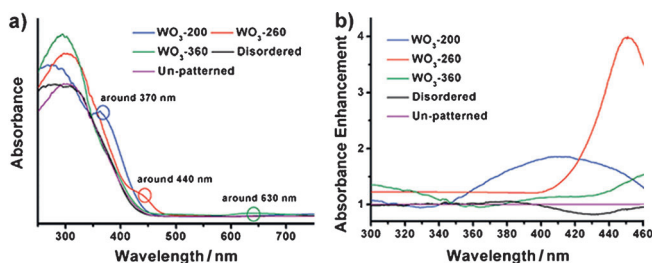 a)
WO3-200 WO3-260
WO3-360 Disordered
Un-patterned
around 370 nm
around 440 nm
around 630 nm
Absorbance
300 400 500 600 700
Wavelength / nm
b)
WO3-200
WO3-260
WO3-360
Disordered
Un-patterned
Absorbance Enhancement
4
3
2
1
300 320 340 360 380 400 420 440 460
Wavelength / nm